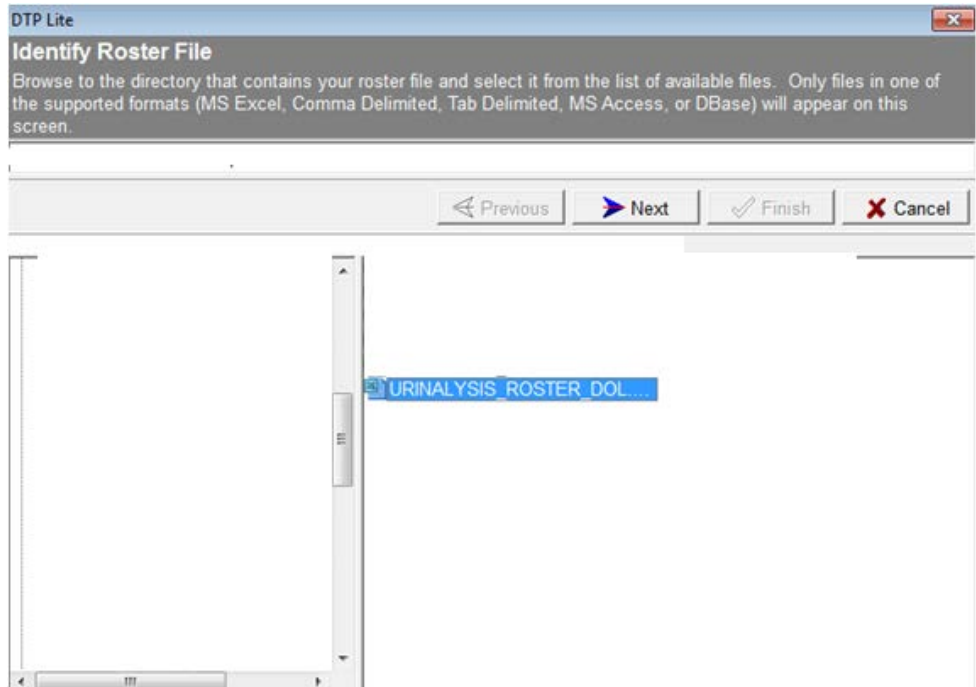 DTP Lite
Identify Roster File
Browse to the directory that contains your roster file and select it from the list of available files.  Only files in one of
the supported formats (MS Excel, Comma Delimited, Tab Delimited, MS Access, or DBase) will appear on this
screen.
Previous Next Finish Cancel
URINALYSIS_ROSTER_DOL....